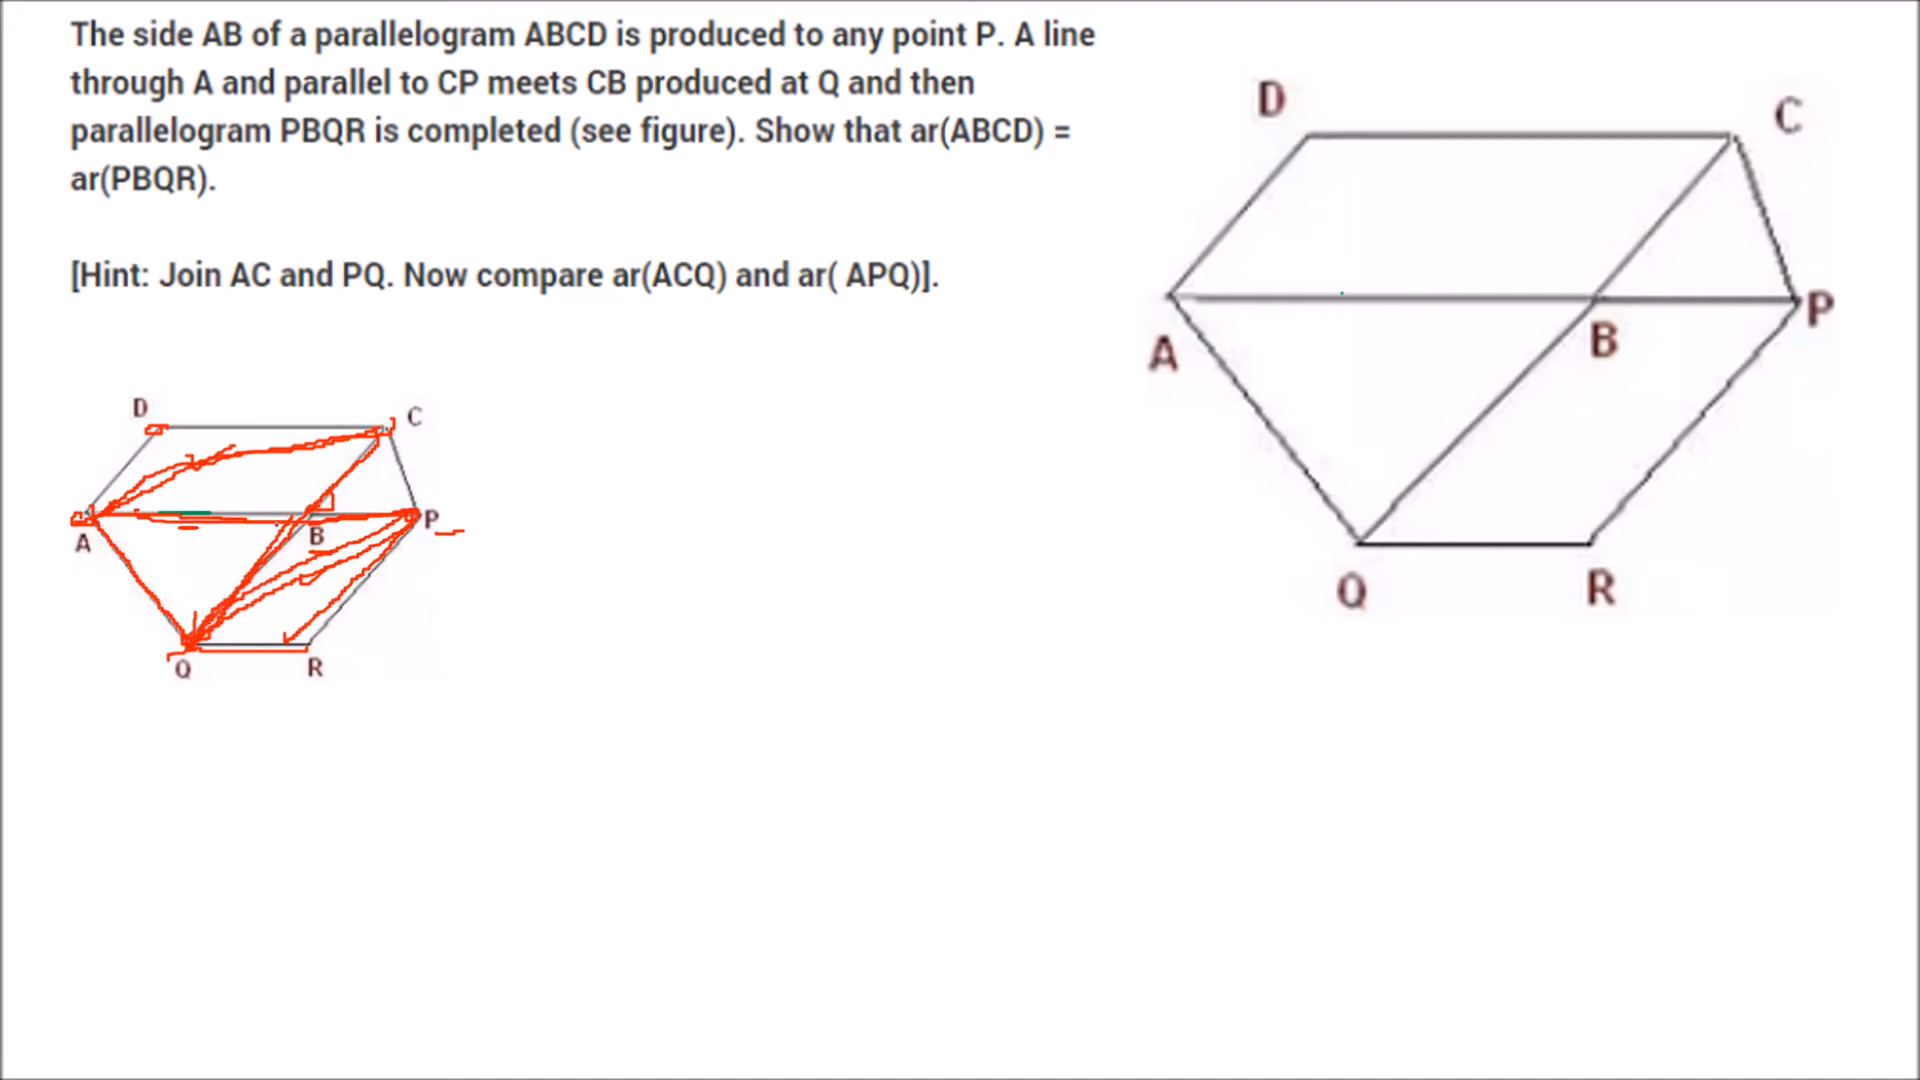 The side AB of a parallelogram ABCD is produced to any point P. A line
through A and parallel to CP meets CB produced at Q and then
parallelogram PBQR is completed (see figure). Show that ar(ABCD) =
ar(PBQR).
[Hint: Join AC and PQ. Now compare ar(ACQ) and ar( APQ)].
D
C
A
B
P
Q
R
D
C
A
B
P
Q
R